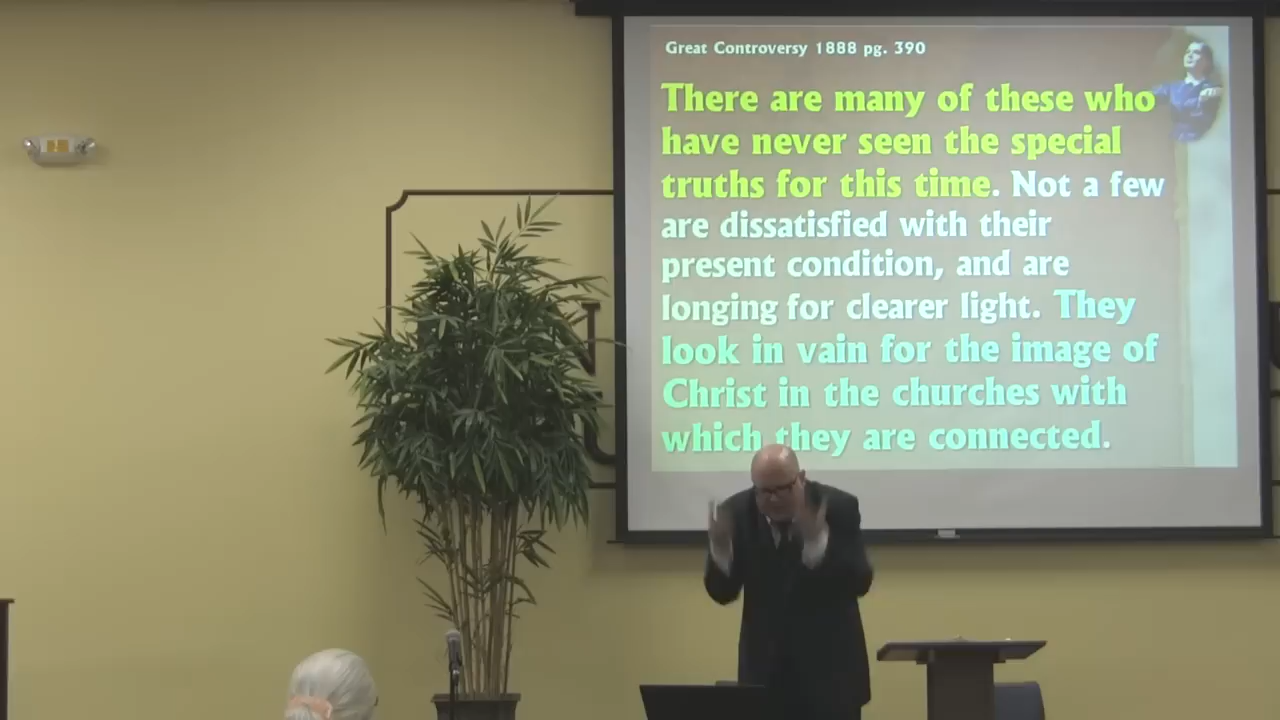 Great Controversy 1888 pg. 390
There are many of these who
have never seen the special
truths for this time. Not a few
are dissatisfied with their
present condition, and are
longing for clearer light. They
look in vain for the image of
Christ in the churches with
which they are connected.